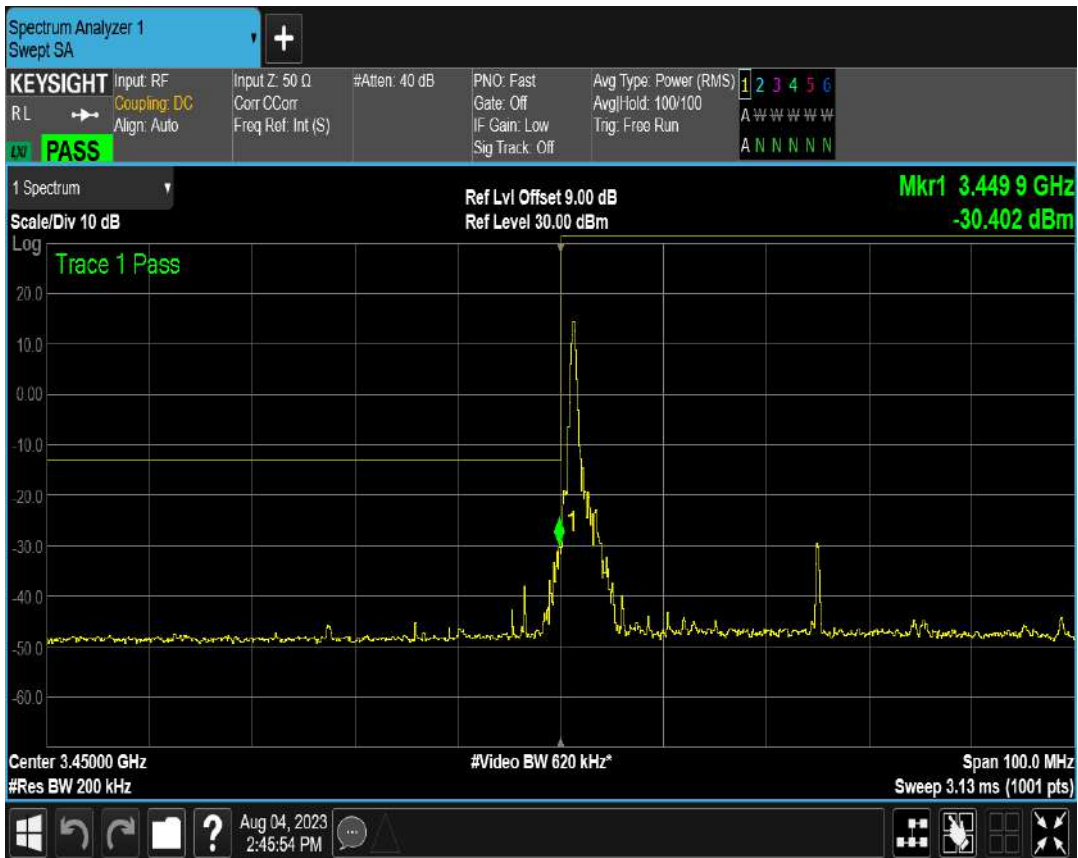 Spectrum Analyzer 1
Swept SA
+
KEYSIGHT Input: RF Input Z: 50 Ω #Atten: 40 dB PNO: Fast Avg Type: Power (RMS) 1 2 3 4 5 6
RL Coupling: DC Corr CCorr Gate: Off Avg|Hold: 100/100 A W W W W W
Align: Auto Freq Ref: Int (S) IF Gain: Low Trig: Free Run
LXI PASS Sig Track: Off A N N N N N
1 Spectrum Ref Lvl Offset 9.00 dB Mkr1 3.449 9 GHz
Scale/Div 10 dB Ref Level 30.00 dBm -30.402 dBm
Log
Trace 1 Pass
20.0
10.0
0.00
-10.0
-20.0
1
-30.0
-40.0
-50.0
-60.0
Center 3.45000 GHz #Video BW 620 kHz* Span 100.0 MHz
#Res BW 200 kHz Sweep 3.13 ms (1001 pts)
? Aug 04, 2023
2:45:54 PM